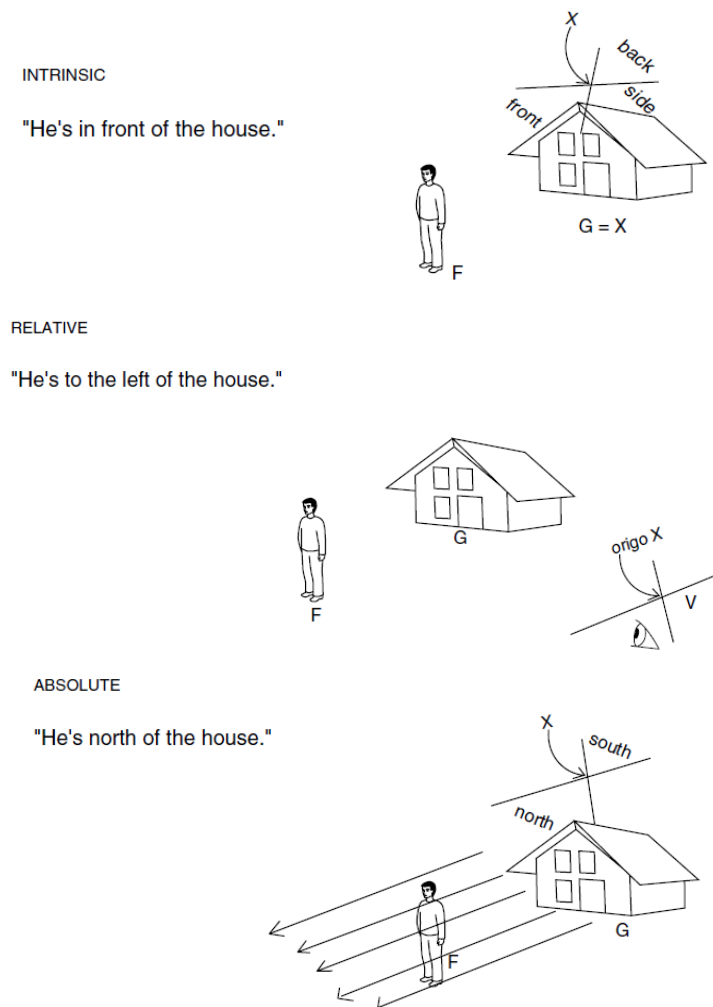 X
back
INTRINSIC
side
front
"He's in front of the house."
G = X
F
RELATIVE
"He's to the left of the house."
G
origo X
V
F
ABSOLUTE
X
"He's north of the house."
south
north
G
F